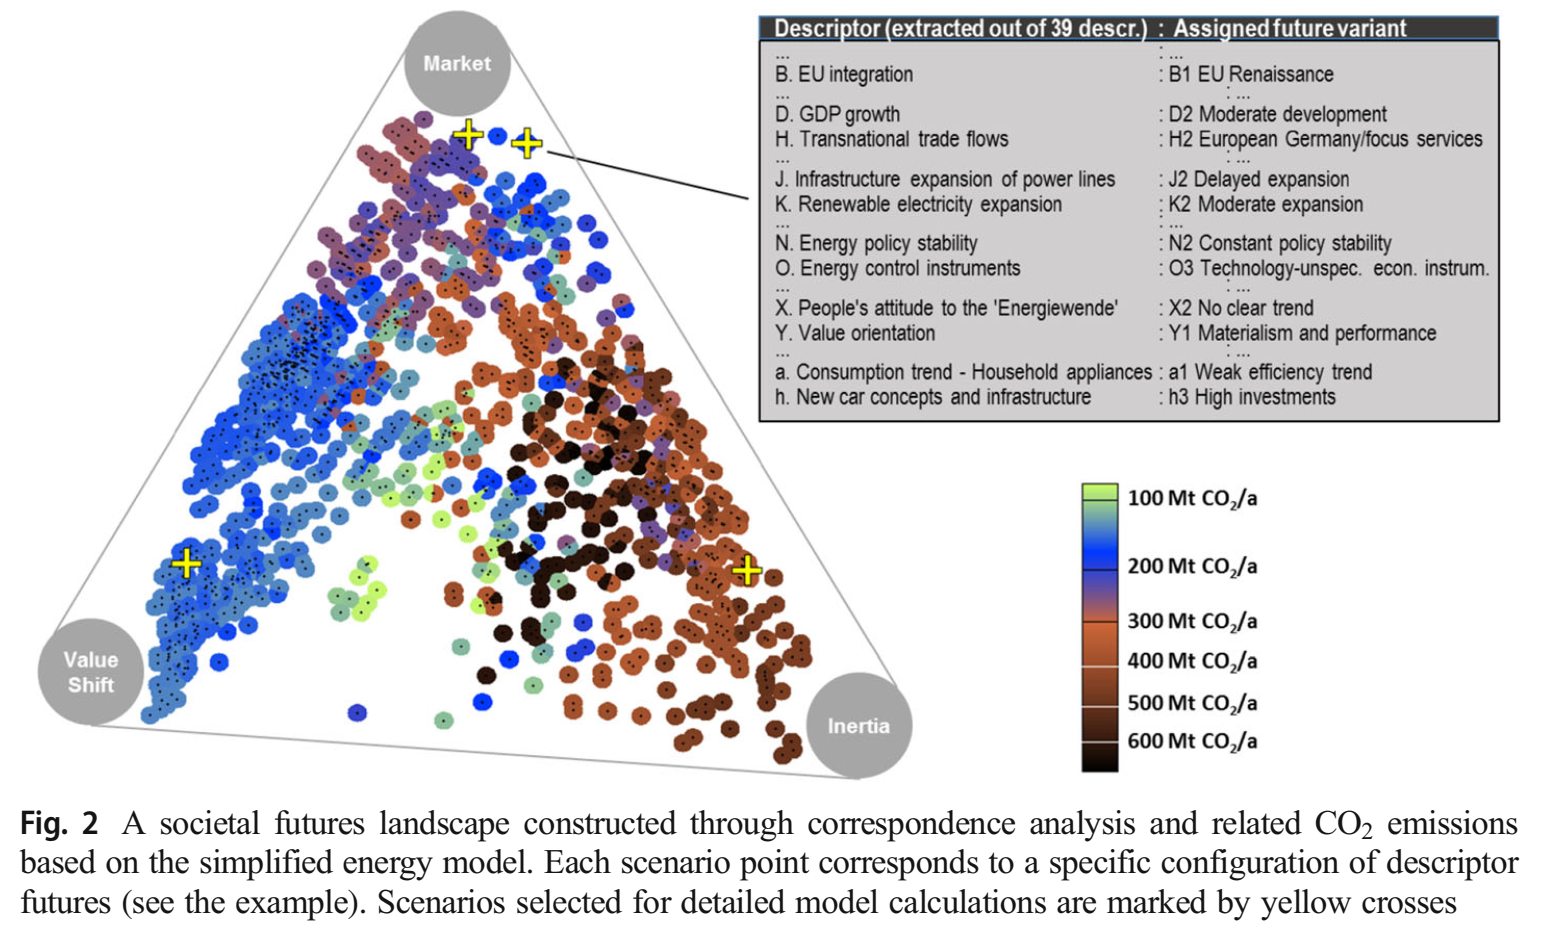 Market
Value
Shift
Inertia
Descriptor (extracted out of 39 descr.) : Assigned future variant
... : ...
B. EU integration : B1 EU Renaissance
... : ...
D. GDP growth : D2 Moderate development
H. Transnational trade flows : H2 European Germany/focus services
... : ...
J. Infrastructure expansion of power lines : J2 Delayed expansion
K. Renewable electricity expansion : K2 Moderate expansion
... : ...
N. Energy policy stability : N2 Constant policy stability
O. Energy control instruments : O3 Technology-unspec. econ. instrum.
... : ...
X. People's attitude to the 'Energiewende' : X2 No clear trend
Y. Value orientation : Y1 Materialism and performance
... : ...
a. Consumption trend - Household appliances : a1 Weak efficiency trend
h. New car concepts and infrastructure : h3 High investments
100 Mt CO₂/a
200 Mt CO₂/a
300 Mt CO₂/a
400 Mt CO₂/a
500 Mt CO₂/a
600 Mt CO₂/a
Fig. 2 A societal futures landscape constructed through correspondence analysis and related CO₂ emissions
based on the simplified energy model. Each scenario point corresponds to a specific configuration of descriptor
futures (see the example). Scenarios selected for detailed model calculations are marked by yellow crosses